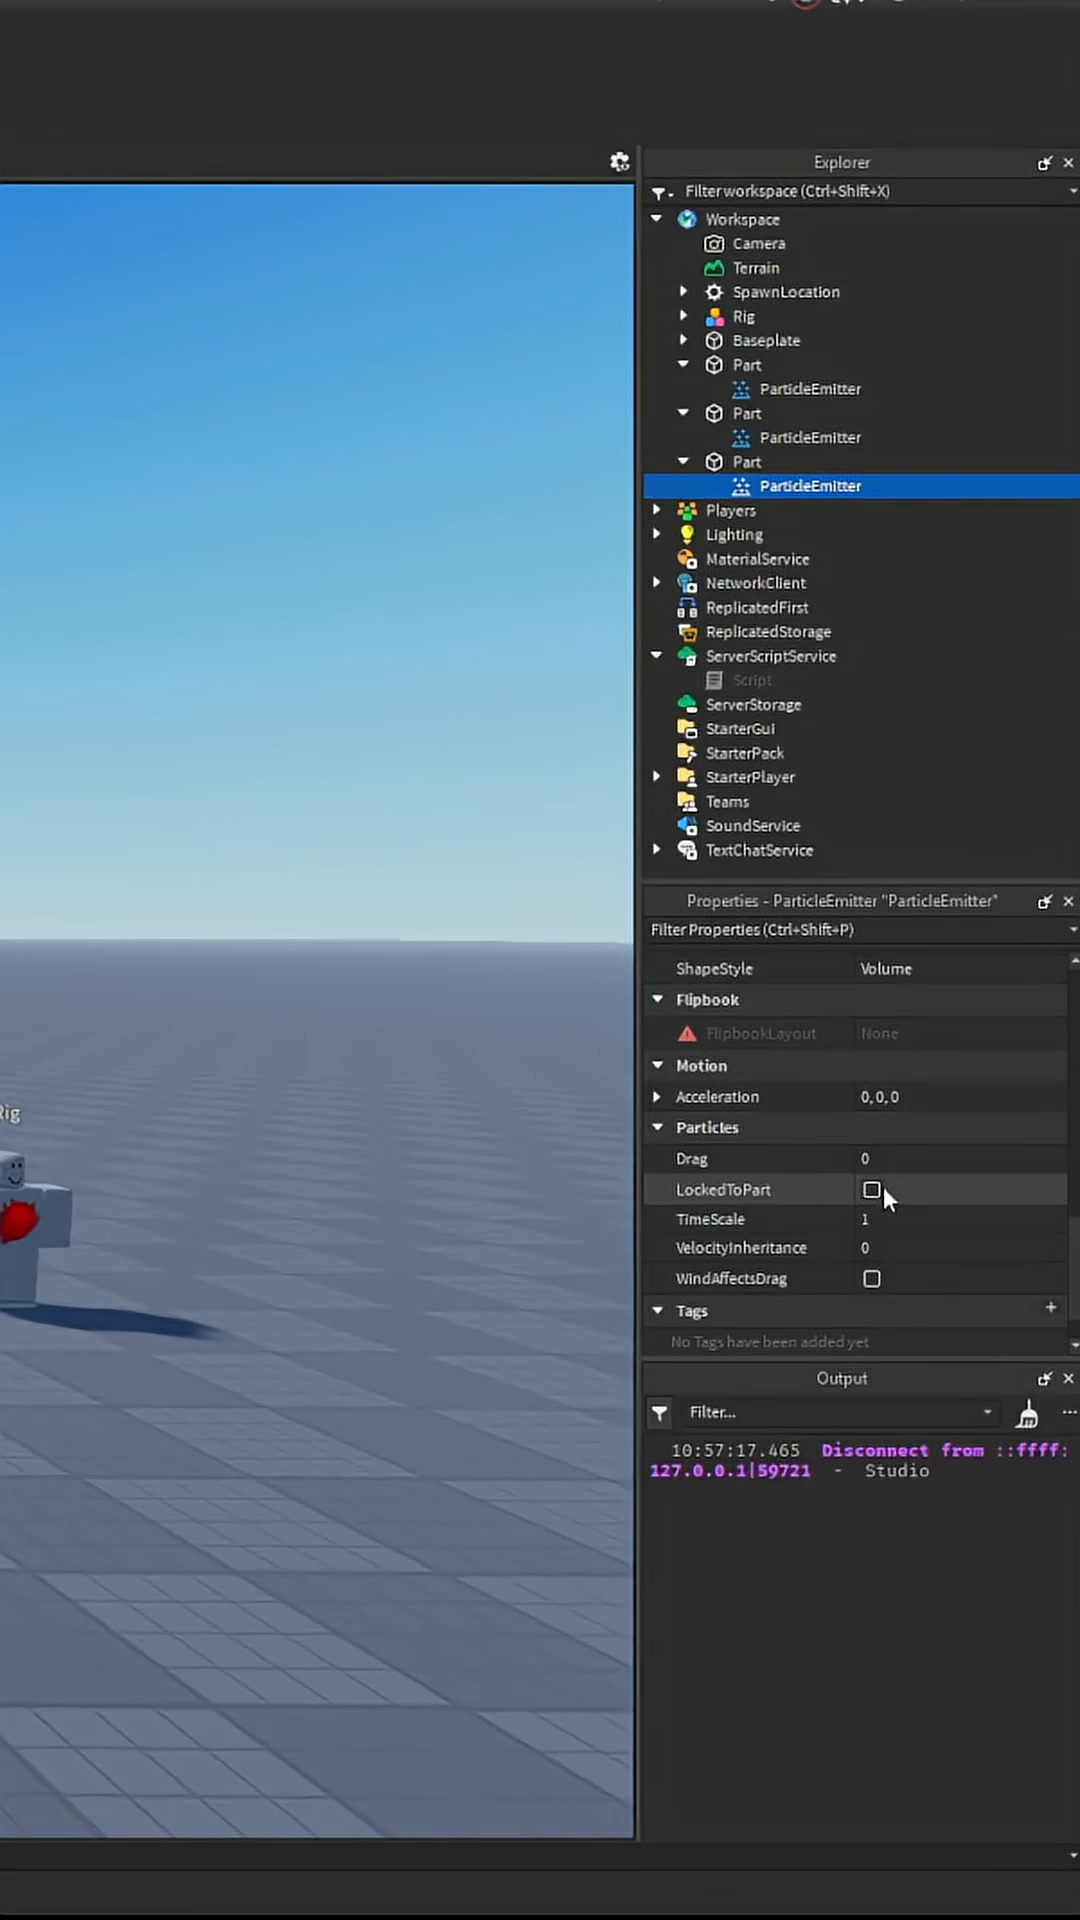 Explorer
Filter workspace (Ctrl+Shift+X)
Workspace
Camera
Terrain
SpawnLocation
Rig
Baseplate
Part
ParticleEmitter
Part
ParticleEmitter
Part
ParticleEmitter
Players
Lighting
MaterialService
NetworkClient
ReplicatedFirst
ReplicatedStorage
ServerScriptService
Script
ServerStorage
StarterGui
StarterPack
StarterPlayer
Teams
SoundService
TextChatService
Properties - ParticleEmitter "ParticleEmitter"
Filter Properties (Ctrl+Shift+P)
ShapeStyle Volume
Flipbook
FlipbookLayout None
Motion
Acceleration 0,0,0
Particles
Drag 0
LockedToPart
TimeScale 1
VelocityInheritance 0
WindAffectsDrag
Tags +
No Tags have been added yet
Rig
Output
Filter... ...
10:57:17.465 Disconnect from ::ffff:
127.0.0.1|59721 - Studio